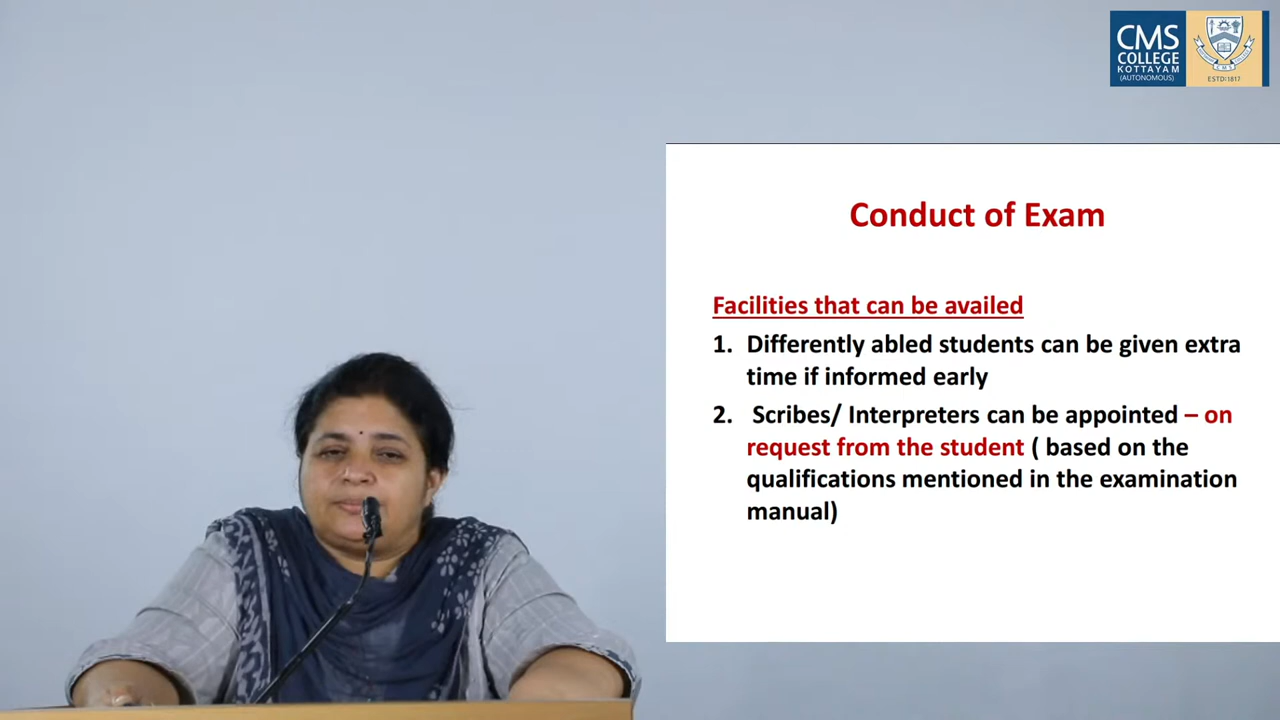 CMS
COLLEGE
KOTTAYAM
(AUTONOMOUS)
ESTD:1817
Conduct of Exam
Facilities that can be availed
1. Differently abled students can be given extra
time if informed early
2. Scribes/ Interpreters can be appointed – on
request from the student ( based on the
qualifications mentioned in the examination
manual)